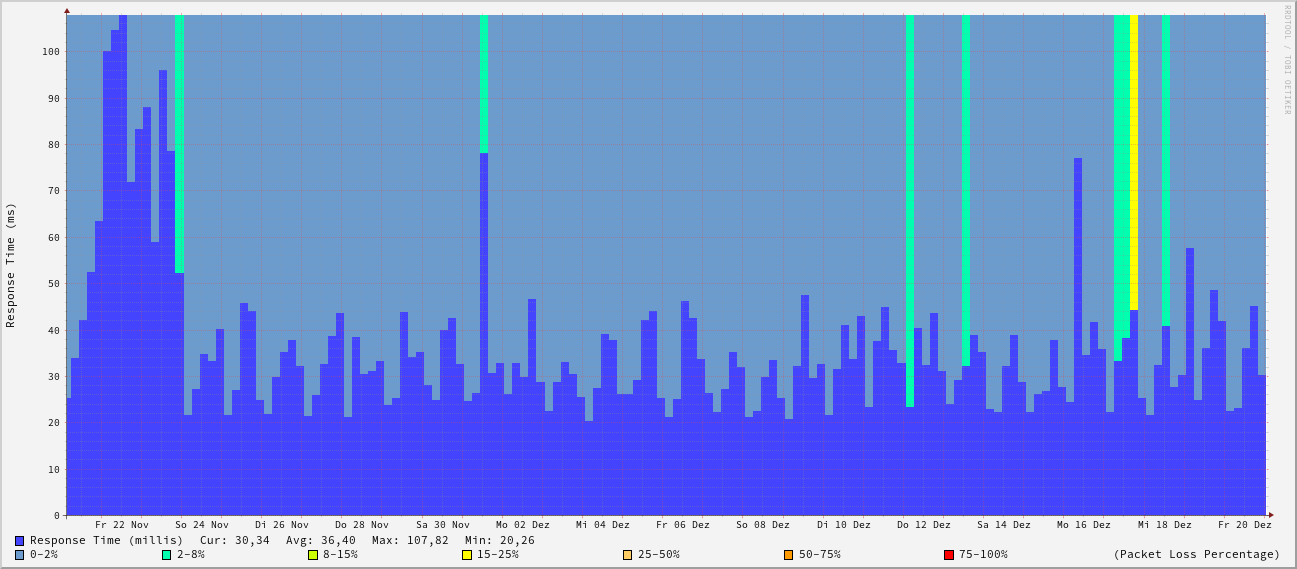 RRDTOOL / TOBI OETIKER
Response Time (ms)
100
90
80
70
60
50
40
30
20
10
0
Fr 22 Nov So 24 Nov Di 26 Nov Do 28 Nov Sa 30 Nov Mo 02 Dez Mi 04 Dez Fr 06 Dez So 08 Dez Di 10 Dez Do 12 Dez Sa 14 Dez Mo 16 Dez Mi 18 Dez Fr 20 Dez
Response Time (millis) Cur: 30,34 Avg: 36,40 Max: 107,82 Min: 20,26
0-2% 2-8% 8-15% 15-25% 25-50% 50-75% 75-100% (Packet Loss Percentage)